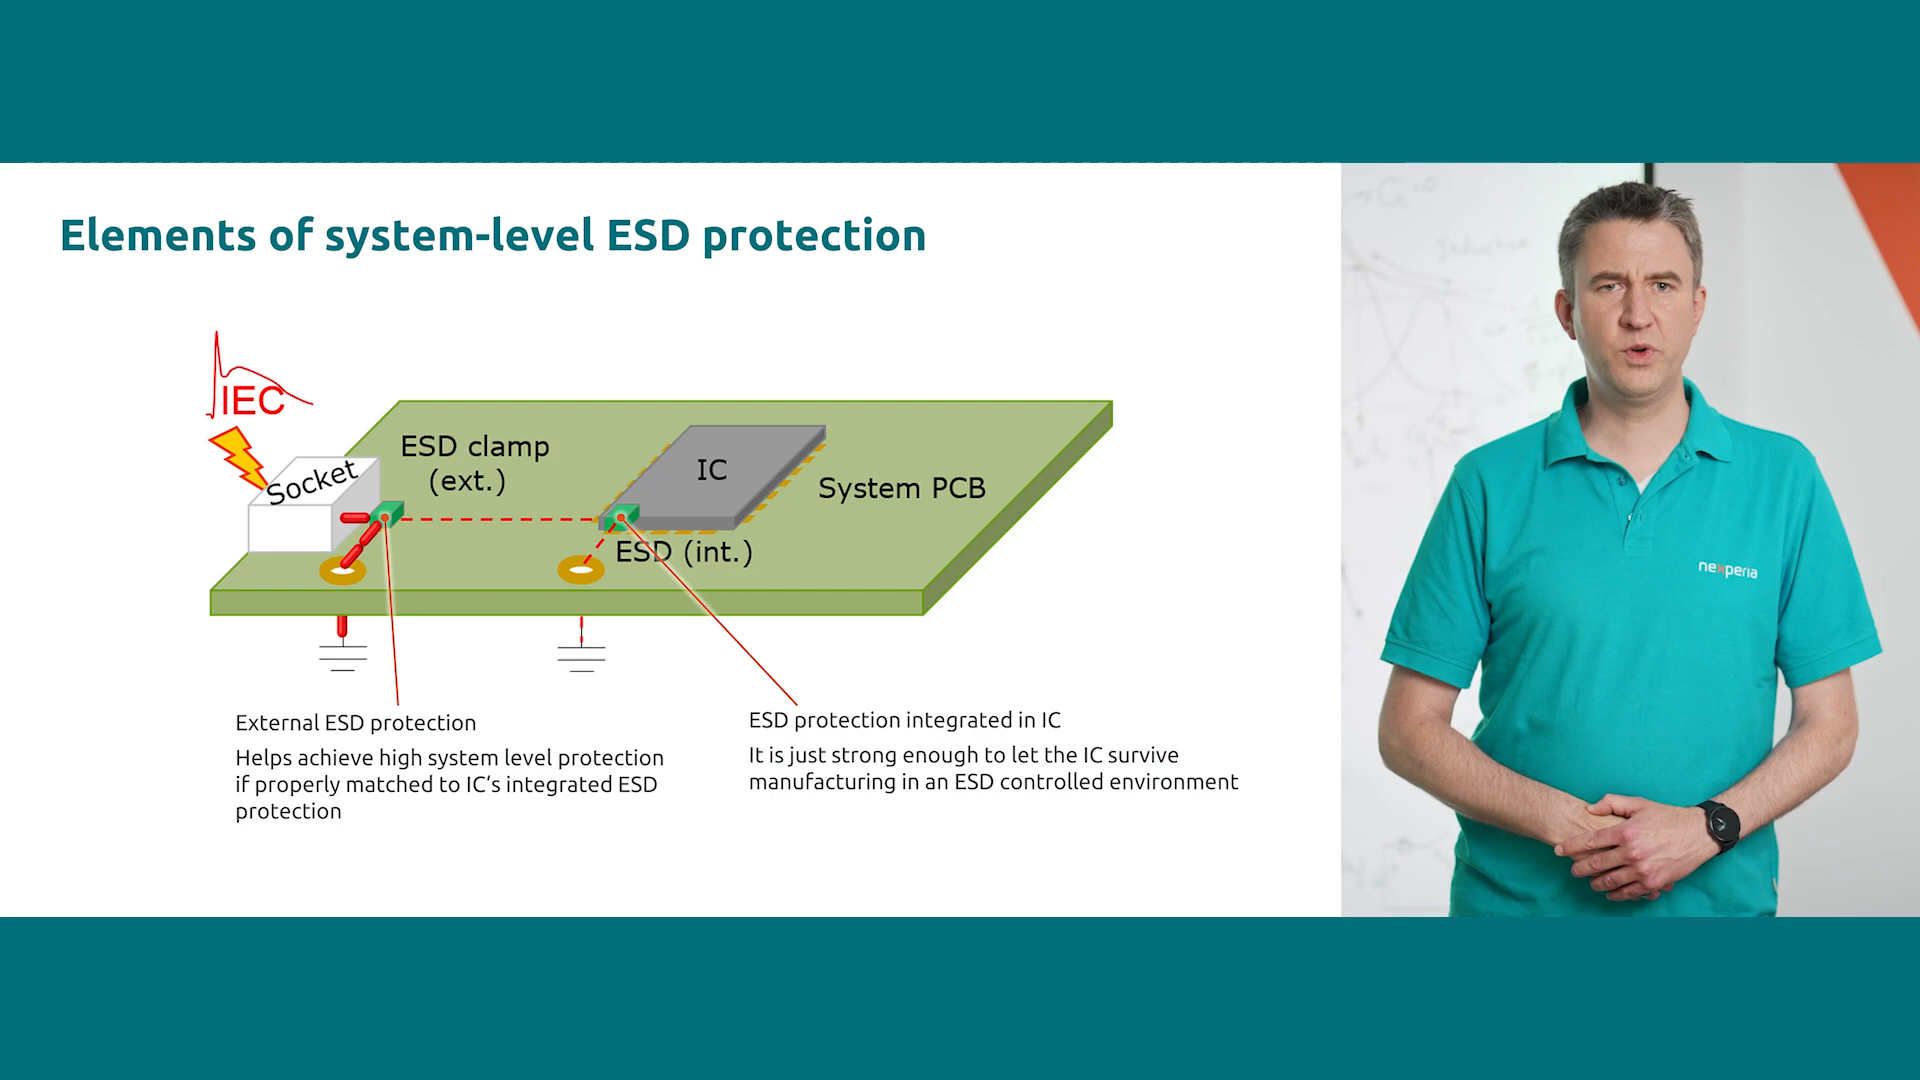 Elements of system-level ESD protection
IEC
Socket
ESD clamp
(ext.)
IC
System PCB
ESD (int.)
External ESD protection
Helps achieve high system level protection
if properly matched to IC‘s integrated ESD
protection
ESD protection integrated in IC
It is just strong enough to let the IC survive
manufacturing in an ESD controlled environment
nexperia